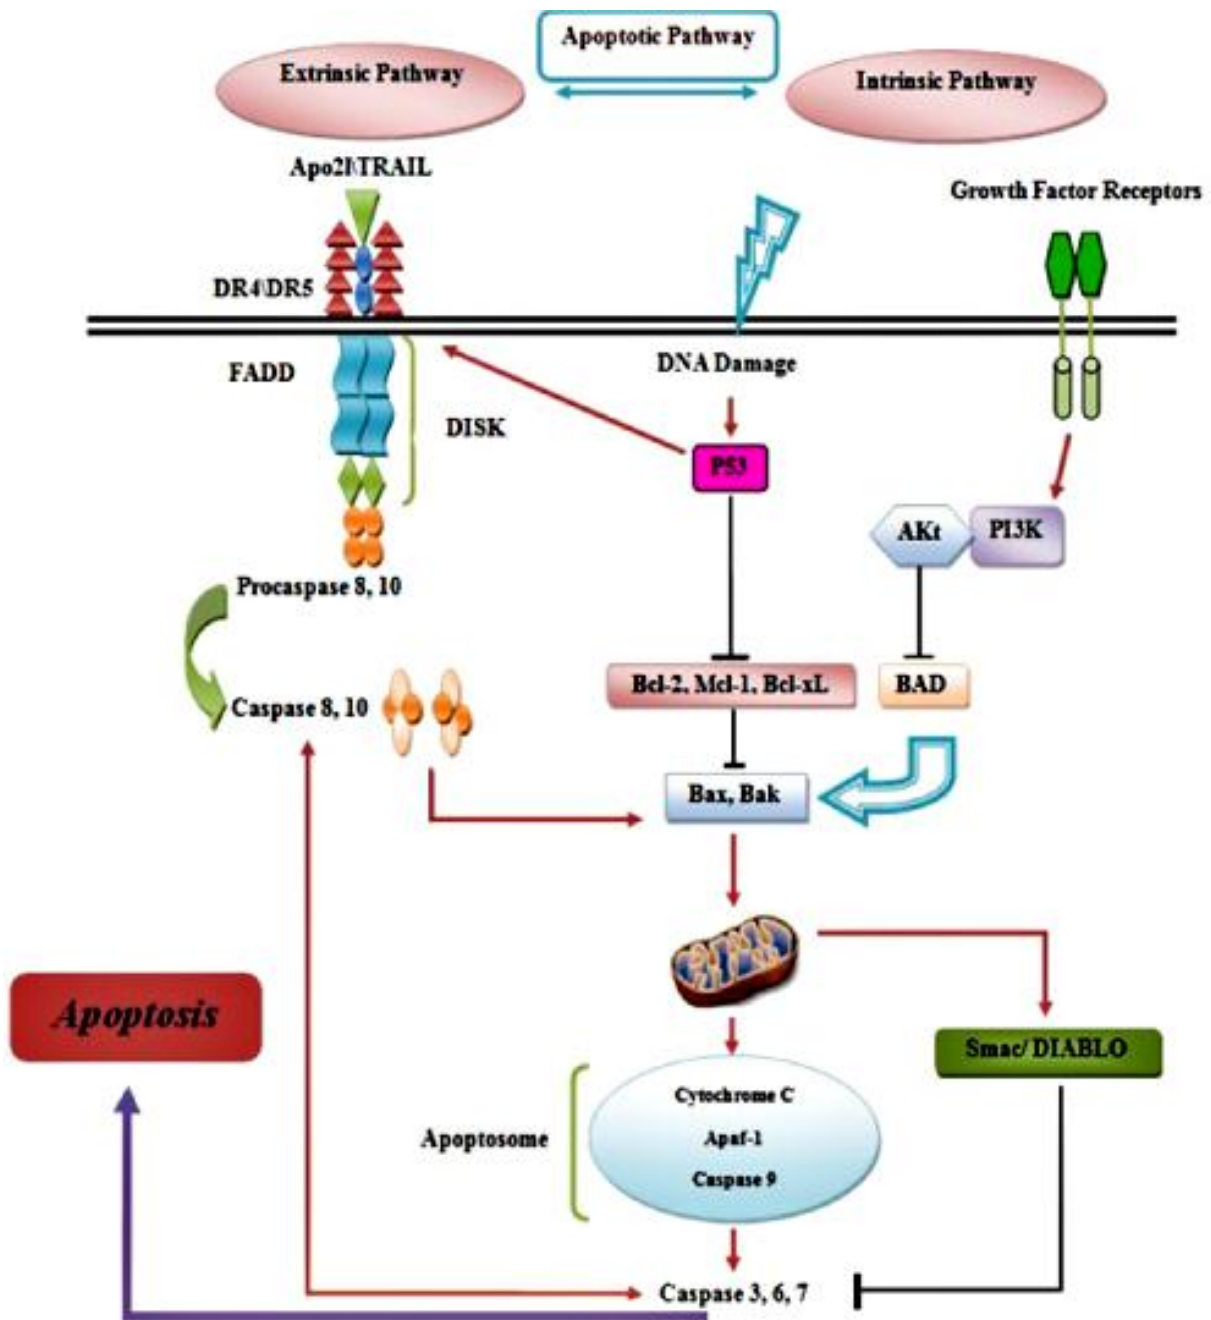 Apoptotic Pathway
Extrinsic Pathway
Intrinsic Pathway
Apo2l\TRAIL
Growth Factor Receptors
DR4\DR5
DNA Damage
FADD
DISK
P53
AKt
PI3K
Procaspase 8, 10
Bcl-2, Mcl-1, Bcl-xL
BAD
Caspase 8, 10
Bax, Bak
Apoptosis
Smac/ DIABLO
Cytochrome C
Apoptosome
Apaf-1
Caspase 9
Caspase 3, 6, 7